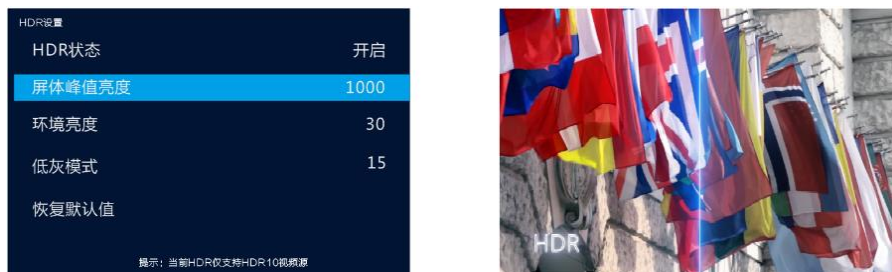 HDR设置
HDR状态 开启
屏体峰值亮度 1000
环境亮度 30
低灰模式 15
恢复默认值
提示：当前HDR仅支持HDR10视频源
HDR